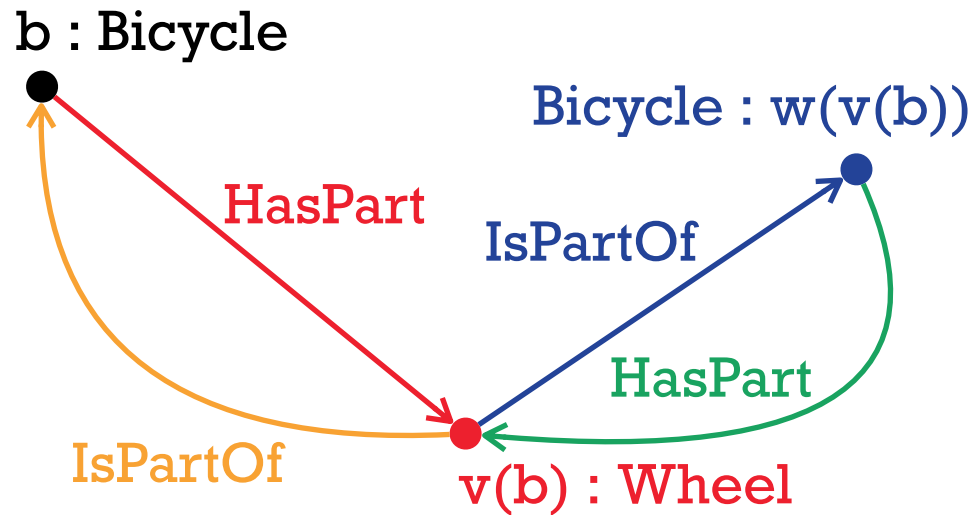 b : Bicycle
Bicycle : w(v(b))
HasPart
IsPartOf
HasPart
IsPartOf
v(b) : Wheel